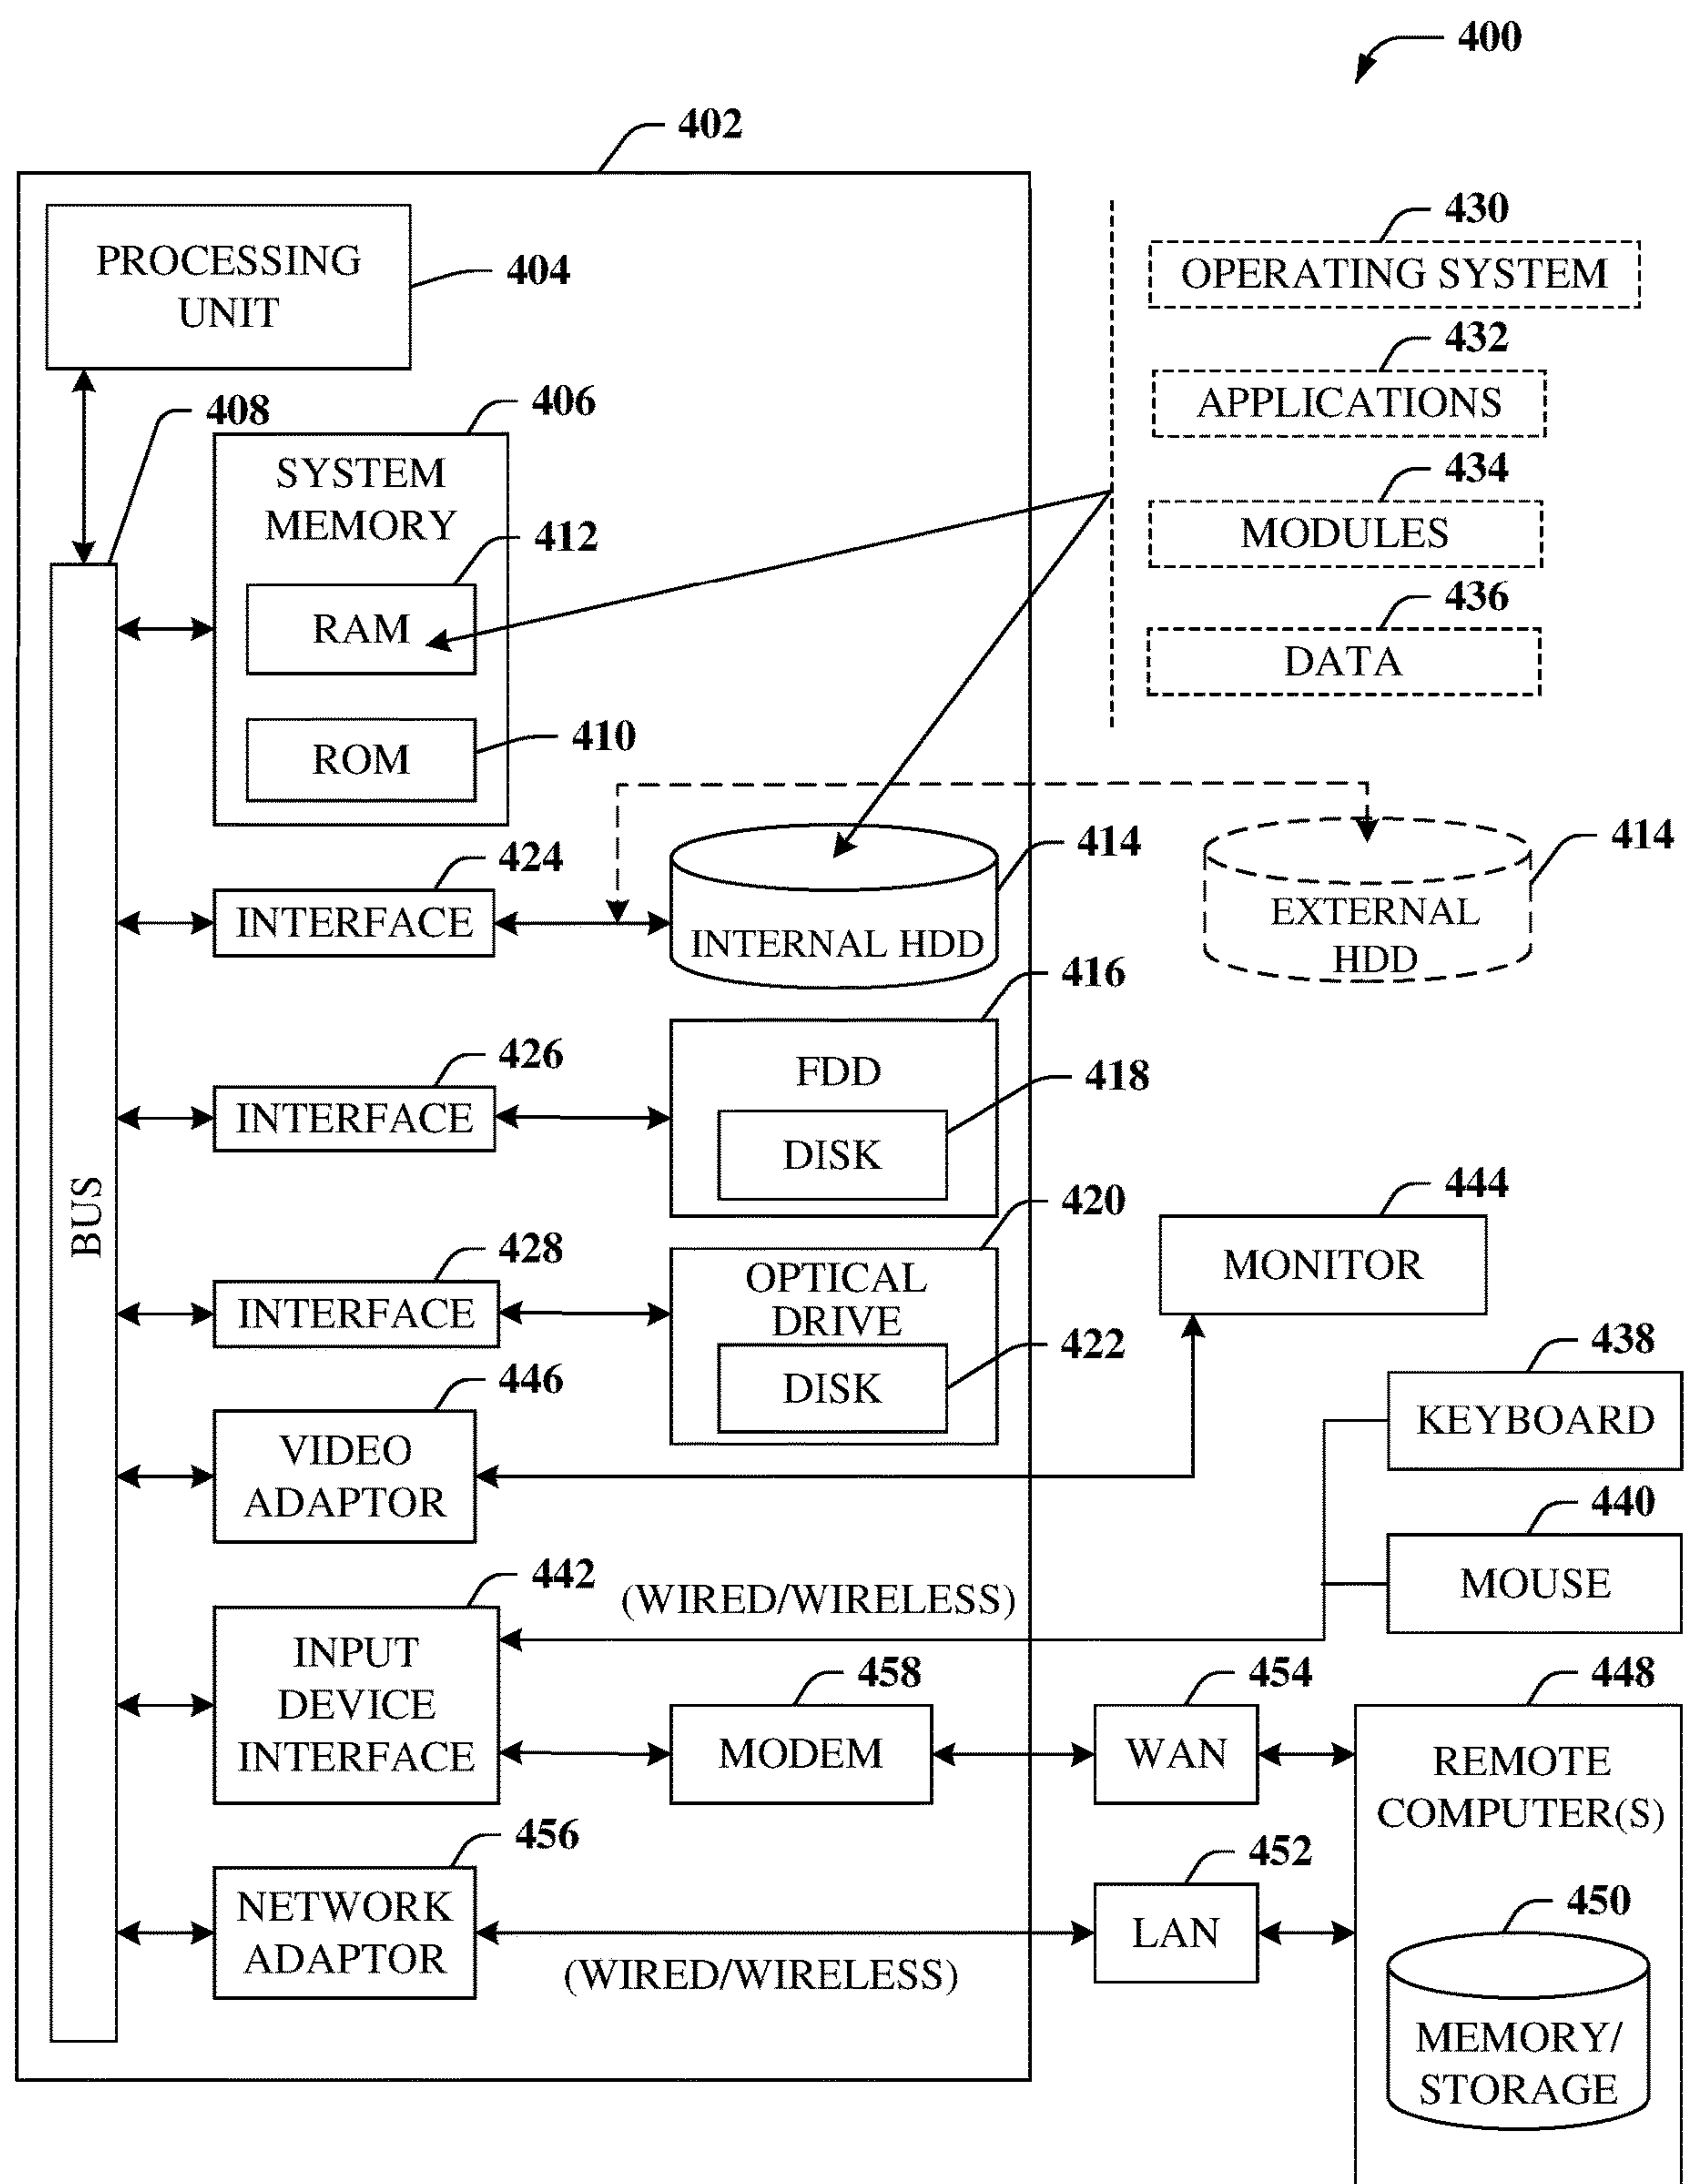 400
402
430
OPERATING SYSTEM
432
APPLICATIONS
434
MODULES
436
DATA
PROCESSING
UNIT
404
408
406
SYSTEM
MEMORY
412
RAM
410
ROM
424
INTERFACE
414
INTERNAL HDD
414
EXTERNAL
HDD
426
INTERFACE
416
FDD
418
DISK
BUS
428
INTERFACE
420
OPTICAL
DRIVE
422
DISK
444
MONITOR
446
VIDEO
ADAPTOR
438
KEYBOARD
440
MOUSE
442
INPUT
DEVICE
INTERFACE
(WIRED/WIRELESS)
458
MODEM
454
WAN
448
REMOTE
COMPUTER(S)
456
NETWORK
ADAPTOR
(WIRED/WIRELESS)
452
LAN
450
MEMORY/
STORAGE